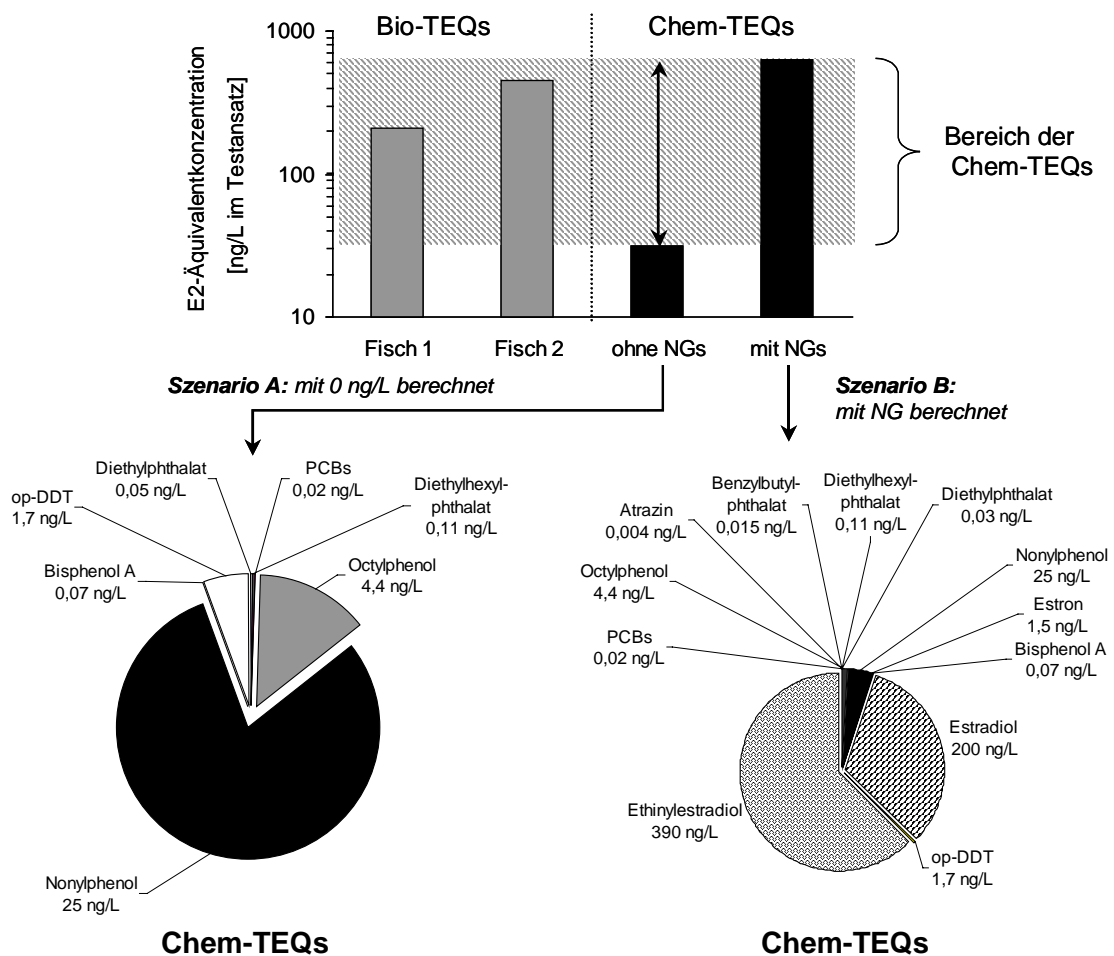 Bio-TEQs
Chem-TEQs
1000
100
10
E2-Äquivalentkonzentration
[ng/L im Testansatz]
Bereich der
Chem-TEQs
Fisch 1
Fisch 2
ohne NGs
mit NGs
Szenario A: mit 0 ng/L berechnet
Szenario B:
mit NG berechnet
Diethylphthalat
0,05 ng/L
PCBs
0,02 ng/L
Diethylhexyl-
phthalat
0,11 ng/L
op-DDT
1,7 ng/L
Octylphenol
4,4 ng/L
Bisphenol A
0,07 ng/L
Nonylphenol
25 ng/L
Chem-TEQs
Benzylbutyl-
phthalat
0,015 ng/L
Diethylhexyl-
phthalat
0,11 ng/L
Diethylphthalat
0,03 ng/L
Atrazin
0,004 ng/L
Nonylphenol
25 ng/L
Octylphenol
4,4 ng/L
Estron
1,5 ng/L
PCBs
0,02 ng/L
Bisphenol A
0,07 ng/L
Estradiol
200 ng/L
Ethinylestradiol
390 ng/L
op-DDT
1,7 ng/L
Chem-TEQs